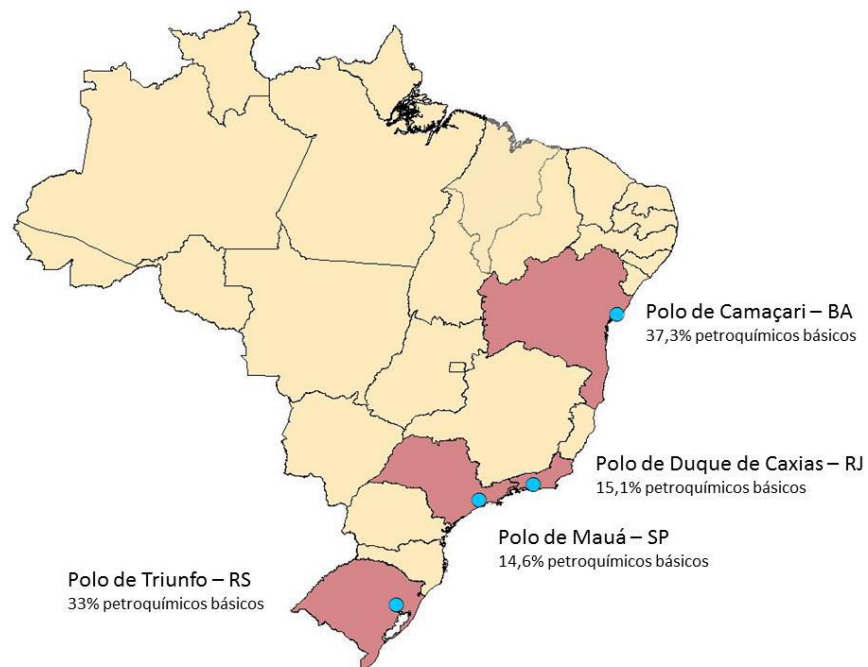 Polo de Camaçari – BA
37,3% petroquímicos básicos
Polo de Duque de Caxias – RJ
15,1% petroquímicos básicos
Polo de Mauá – SP
14,6% petroquímicos básicos
Polo de Triunfo – RS
33% petroquímicos básicos